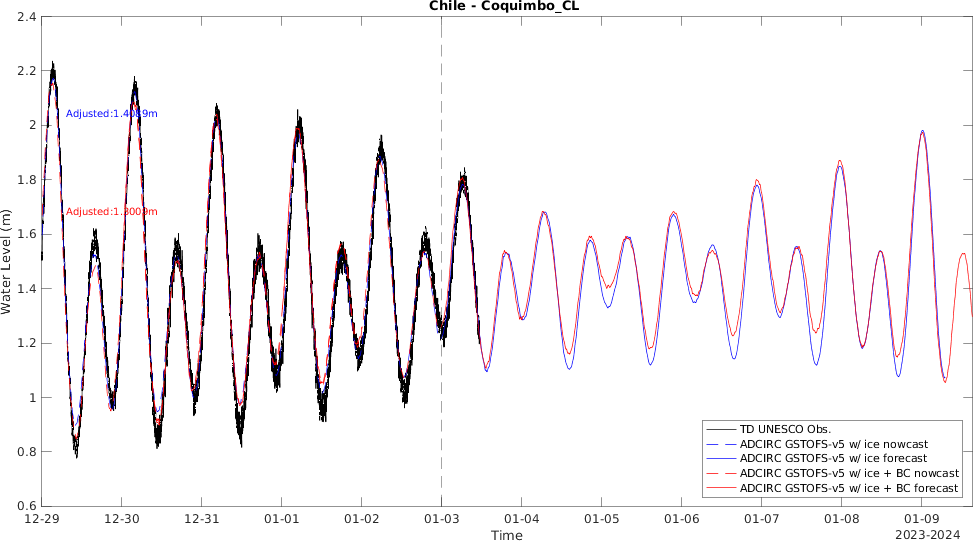 Chile - Coquimbo_CL
2.4
2.2
2
1.8
1.6
1.4
1.2
1
0.8
0.6
Water Level (m)
Adjusted:1.4089m
Adjusted:1.3009m
TD UNESCO Obs.
ADCIRC GSTOFS-v5 w/ ice nowcast
ADCIRC GSTOFS-v5 w/ ice forecast
ADCIRC GSTOFS-v5 w/ ice + BC nowcast
ADCIRC GSTOFS-v5 w/ ice + BC forecast
12-29 12-30 12-31 01-01 01-02 01-03 01-04 01-05 01-06 01-07 01-08 01-09
Time
2023-2024